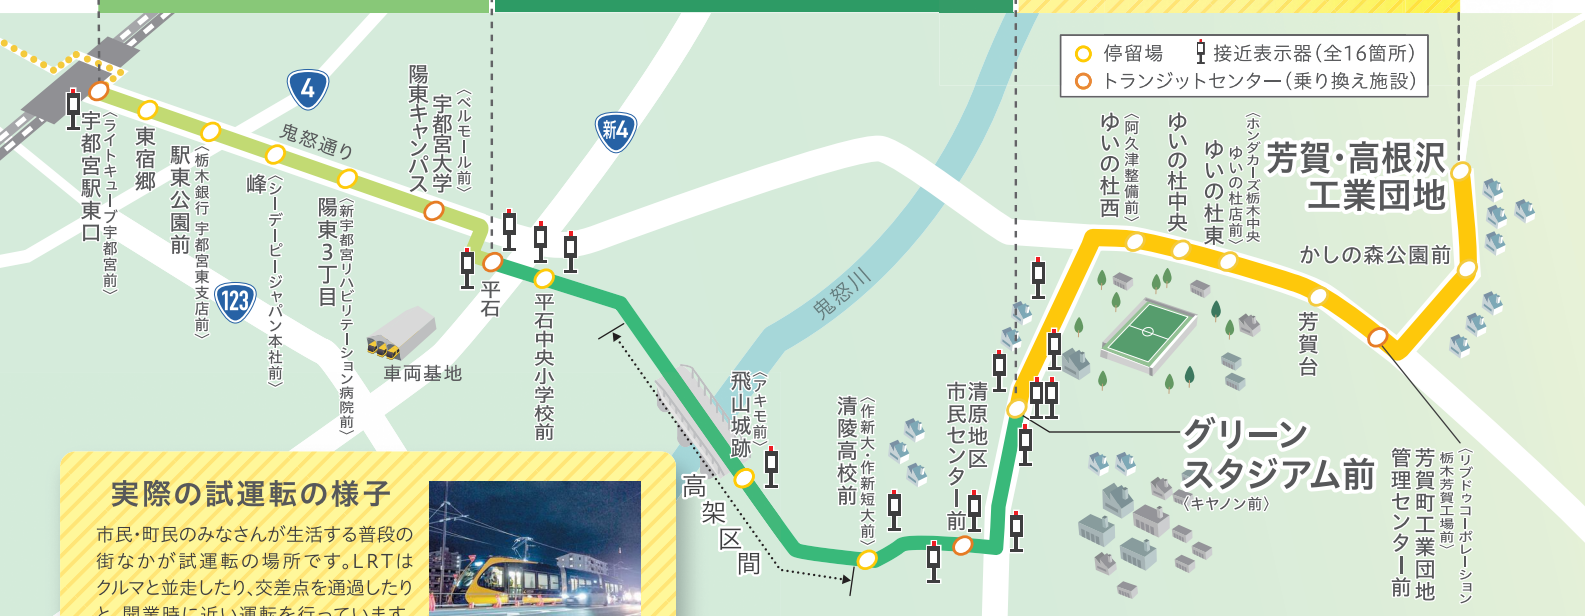 停留場
接近表示器（全16箇所）
トランジットセンター（乗り換え施設）
4
新4
123
鬼怒通り
鬼怒川
宇都宮駅東口
〈ライトキューブ宇都宮前〉
東宿郷
駅東公園前
〈栃木銀行 宇都宮東支店前〉
峰
〈シーデーピージャパン本社前〉
陽東3丁目
〈新宇都宮リハビリテーション病院前〉
陽東キャンパス
宇都宮大学
〈ベルモール前〉
平石
車両基地
平石中央小学校前
飛山城跡
〈アキモ前〉
高架区間
清陵高校前
〈作新大・作新短大前〉
清原地区
市民センター前
グリーン
スタジアム前
〈キヤノン前〉
ゆいの杜西
〈阿久津整備前〉
ゆいの杜中央
ゆいの杜東
〈ホンダカーズ栃木中央
ゆいの杜店前〉
芳賀台
〈リブドゥコーポレーション
栃木芳賀工場前〉
芳賀町工業団地
管理センター前
かしの森公園前
芳賀・高根沢
工業団地
実際の試運転の様子
市民・町民のみなさんが生活する普段の
街なかが試運転の場所です。LRTは
クルマと並走したり、交差点を通過したり
と、開業時に近い運転を行っています。